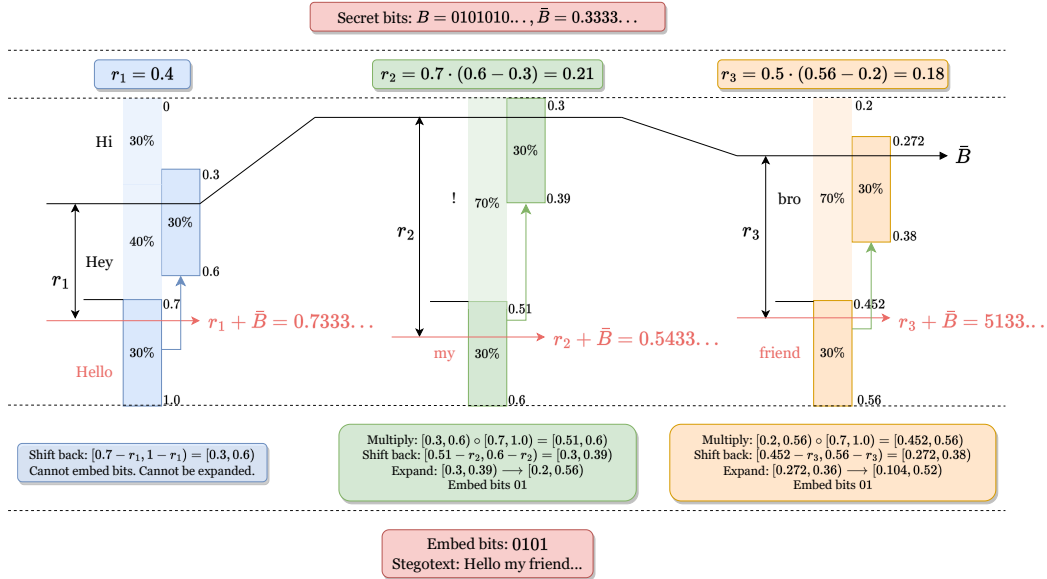 Secret bits: B = 0101010..., B̄ = 0.3333...
r₁ = 0.4
r₂ = 0.7 · (0.6 − 0.3) = 0.21
r₃ = 0.5 · (0.56 − 0.2) = 0.18
0
Hi
30%
0.3
30%
40%
Hey
0.6
r₁
0.7
r₁ + B̄ = 0.7333...
30%
Hello
1.0
0.3
30%
!
70%
0.39
r₂
0.51
r₂ + B̄ = 0.5433...
my
30%
0.6
0.2
0.272
B̄
30%
bro
70%
0.38
r₃
0.452
r₃ + B̄ = 5133...
friend
30%
0.56
Shift back: [0.7 − r₁, 1 − r₁) = [0.3, 0.6)
Cannot embed bits. Cannot be expanded.
Multiply: [0.3, 0.6) ∘ [0.7, 1.0) = [0.51, 0.6)
Shift back: [0.51 − r₂, 0.6 − r₂) = [0.3, 0.39)
Expand: [0.3, 0.39) ⟶ [0.2, 0.56)
Embed bits 01
Multiply: [0.2, 0.56) ∘ [0.7, 1.0) = [0.452, 0.56)
Shift back: [0.452 − r₃, 0.56 − r₃) = [0.272, 0.38)
Expand: [0.272, 0.36) ⟶ [0.104, 0.52)
Embed bits 01
Embed bits: 0101
Stegotext: Hello my friend...